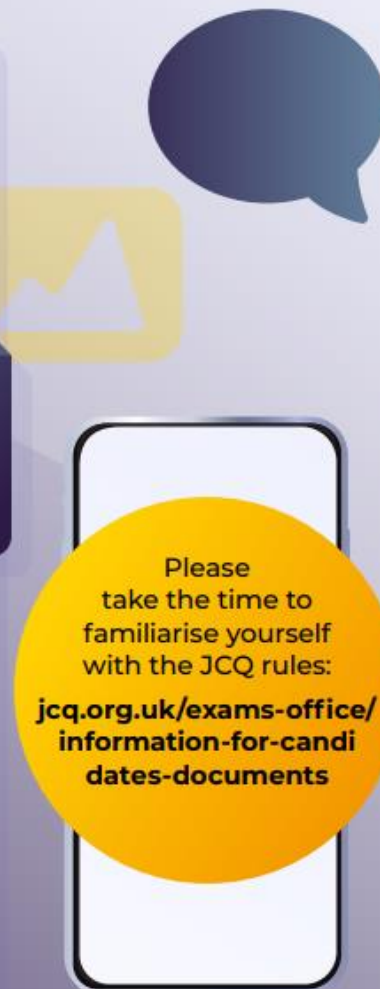 Please
take the time to
familiarise yourself
with the JCQ rules:
jcq.org.uk/exams-office/
information-for-candi
dates-documents